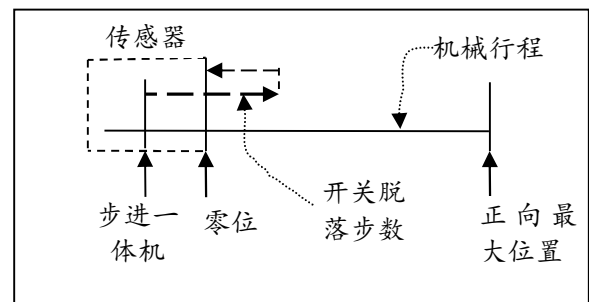 传感器
机械行程
步进一
体机
零位
开关脱
落步数
正向最
大位置